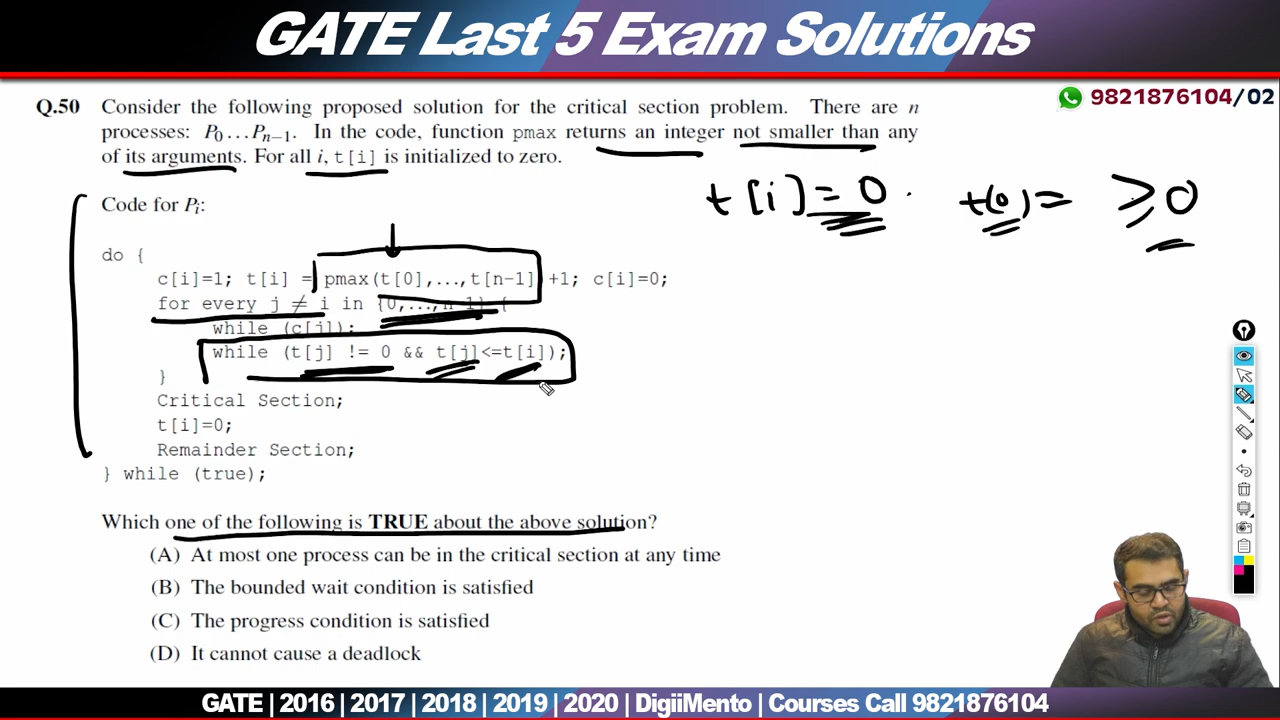 GATE Last 5 Exam Solutions
9821876104/02
Q.50 Consider the following proposed solution for the critical section problem. There are n
processes: P0...Pn−1. In the code, function pmax returns an integer not smaller than any
of its arguments. For all i, t[i] is initialized to zero.
t[i] = 0 . t(0) = ≥0
Code for Pi:
do {
c[i]=1; t[i] = pmax(t[0],...,t[n-1]) +1; c[i]=0;
for every j ≠ i in {0,...,n-1} {
while (c[j]);
while (t[j] != 0 && t[j]<=t[i]);
}
Critical Section;
t[i]=0;
Remainder Section;
} while (true);
Which one of the following is TRUE about the above solution?
(A) At most one process can be in the critical section at any time
(B) The bounded wait condition is satisfied
(C) The progress condition is satisfied
(D) It cannot cause a deadlock
GATE | 2016 | 2017 | 2018 | 2019 | 2020 | DigiiMento | Courses Call 9821876104